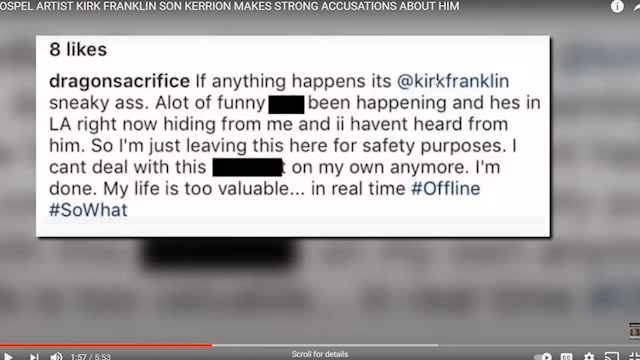 OSPEL ARTIST KIRK FRANKLIN SON KERRION MAKES STRONG ACCUSATIONS ABOUT HIM
8 likes
dragonsacrifice If anything happens its @kirkfranklin
sneaky ass. Alot of funny been happening and hes in
LA right now hiding from me and ii havent heard from
him. So I'm just leaving this here for safety purposes. I
cant deal with this t on my own anymore. I'm
done. My life is too valuable... in real time #Offline
#SoWhat
1:57 / 5:53
Scroll for details
CC